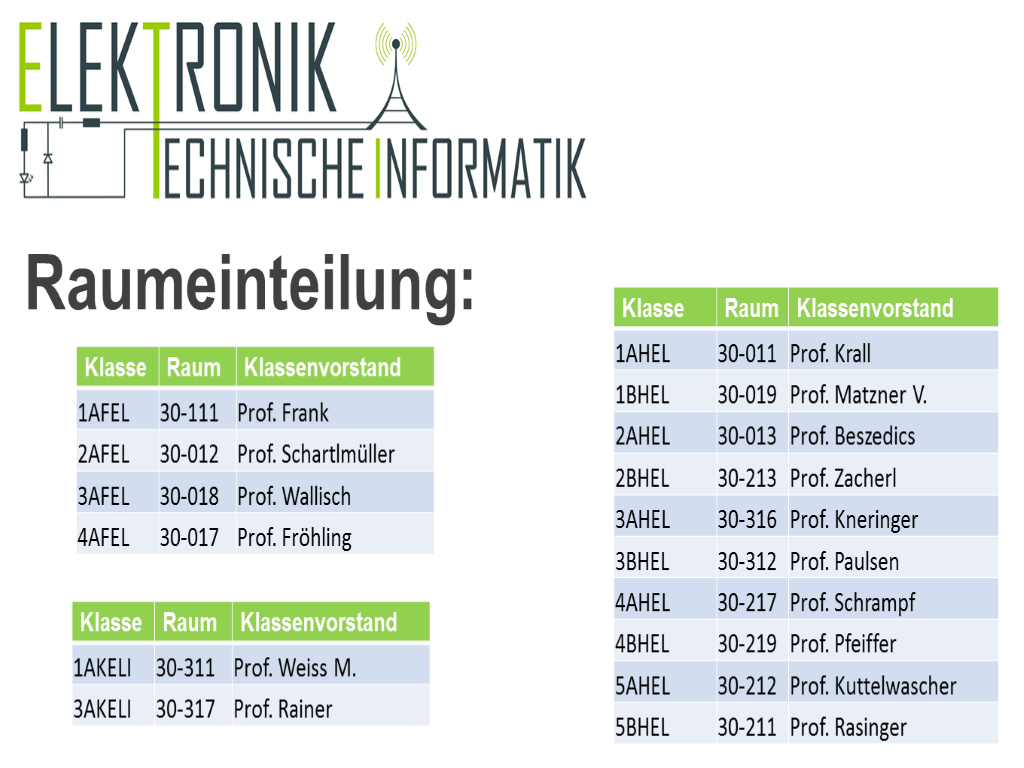 ELEKTRONIK
TECHNISCHE INFORMATIK
Raumeinteilung:
Klasse Raum Klassenvorstand
1AFEL 30-111 Prof. Frank
2AFEL 30-012 Prof. Schartlmüller
3AFEL 30-018 Prof. Wallisch
4AFEL 30-017 Prof. Fröhling
Klasse Raum Klassenvorstand
1AKELI 30-311 Prof. Weiss M.
3AKELI 30-317 Prof. Rainer
Klasse Raum Klassenvorstand
1AHEL 30-011 Prof. Krall
1BHEL 30-019 Prof. Matzner V.
2AHEL 30-013 Prof. Beszedics
2BHEL 30-213 Prof. Zacherl
3AHEL 30-316 Prof. Kneringer
3BHEL 30-312 Prof. Paulsen
4AHEL 30-217 Prof. Schrampf
4BHEL 30-219 Prof. Pfeiffer
5AHEL 30-212 Prof. Kuttelwascher
5BHEL 30-211 Prof. Rasinger